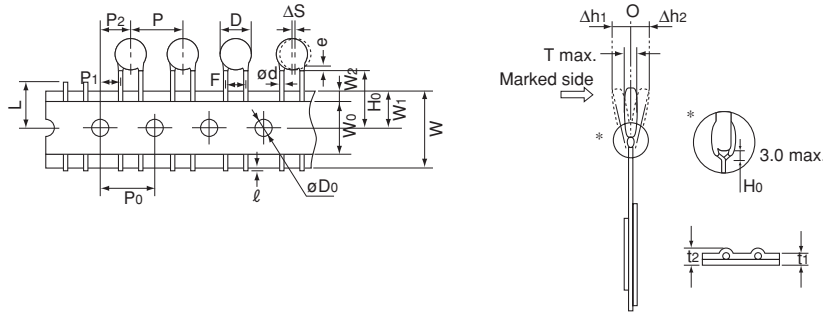 P2 P D ΔS
e
P1 F ød W2
L H0 W1
W0 W
P0 ℓ øD0
Δh1 O Δh2
T max.
Marked side
* *
3.0 max.
H0
t2 t1